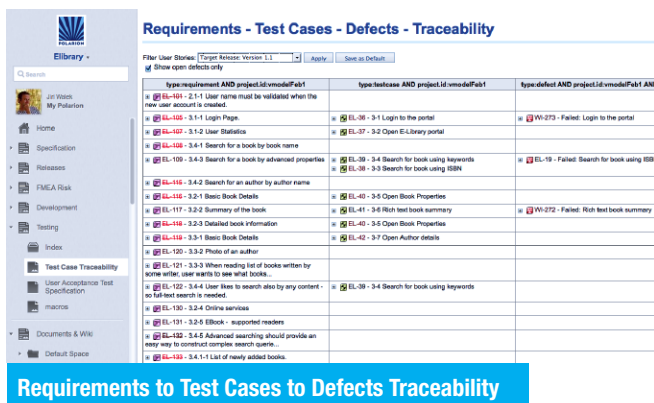 POLARION
Elibrary
Search
My Polarion
Home
Specification
Releases
FMEA Risk
Development
Testing
Index
Test Case Traceability
User Acceptance Test
Specification
macros
Documents & Wiki
Default Space
Requirements - Test Cases - Defects - Traceability
Filter User Stories: Target Release: Version 1.1 Apply Save as Default
Show open defects only
type:requirement AND project.id:vmodelFeb1 type:testcase AND project.id:vmodelFeb1 type:defect AND project.id:vmodelFeb1 AN
EL-101 - 2.1-1 User name must be validated when the
new user account is created.
EL-105 - 3.1-1 Login Page. EL-36 - 3-1 Login to the portal WI-273 - Failed: Login to the portal
EL-107 - 3.1-2 User Statistics EL-37 - 3-2 Open E-Library portal
EL-108 - 3.4-1 Search for a book by book name
EL-109 - 3.4-3 Search for a book by advanced properties EL-39 - 3-4 Search for book using keywords EL-19 - Failed: Search for book using ISB
EL-38 - 3-3 Search for book using ISBN
EL-115 - 3.4-2 Search for an author by author name
EL-116 - 3.2-1 Basic Book Details EL-40 - 3-5 Open Book Properties
EL-117 - 3.2-2 Summary of the book EL-41 - 3-6 Rich text book summary WI-272 - Failed: Rich text book summary
EL-118 - 3.2-3 Detailed book information EL-40 - 3-5 Open Book Properties
EL-119 - 3.3-1 Basic Book Details EL-42 - 3-7 Open Author details
EL-120 - 3.3-2 Photo of an author
EL-121 - 3.3-3 When reading list of books written by
some writer, user wants to see what books...
EL-122 - 3.4-4 User likes to search also by any content -
so full-text search is needed. EL-39 - 3-4 Search for book using keywords
EL-130 - 3.2-4 Online services
EL-131 - 3.2-5 EBook - supported readers
EL-132 - 3.4-5 Advanced searching should provide an
easy way to construct complex search querie...
EL-133 - 3.4.1-1 List of newly added books.
Requirements to Test Cases to Defects Traceability